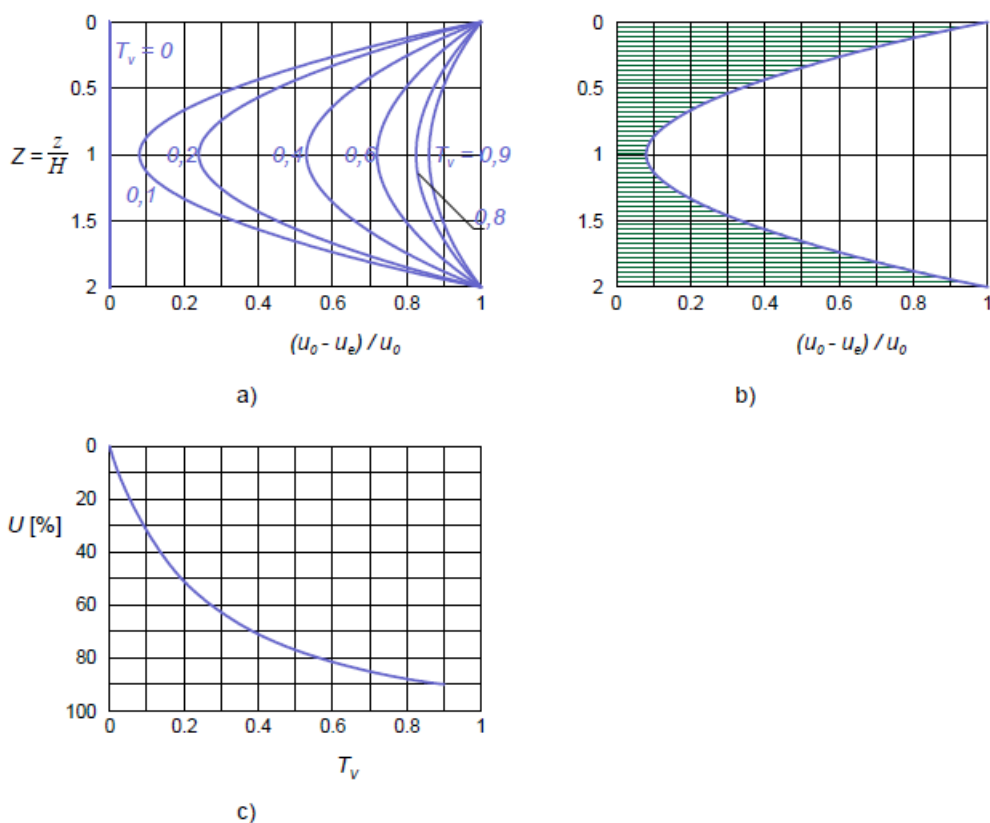 0
T_v = 0
0.5
Z = z/H
1
0,2
0,4
0,6
T_v = 0,9
0,1
0,8
1.5
2
0 0.2 0.4 0.6 0.8 1
(u_0 - u_e) / u_0
a)
0
0.5
1
1.5
2
0 0.2 0.4 0.6 0.8 1
(u_0 - u_e) / u_0
b)
0
20
U [%]
40
60
80
100
0 0.2 0.4 0.6 0.8 1
T_v
c)